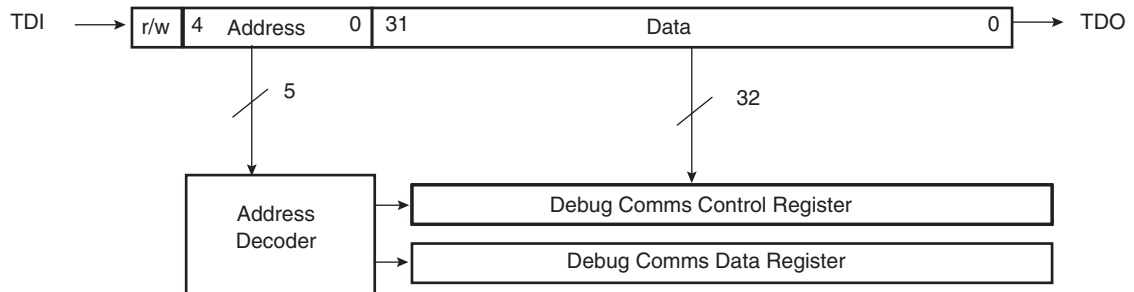 TDI r/w 4 Address 0 31 Data 0 TDO
5
32
Address
Decoder
Debug Comms Control Register
Debug Comms Data Register